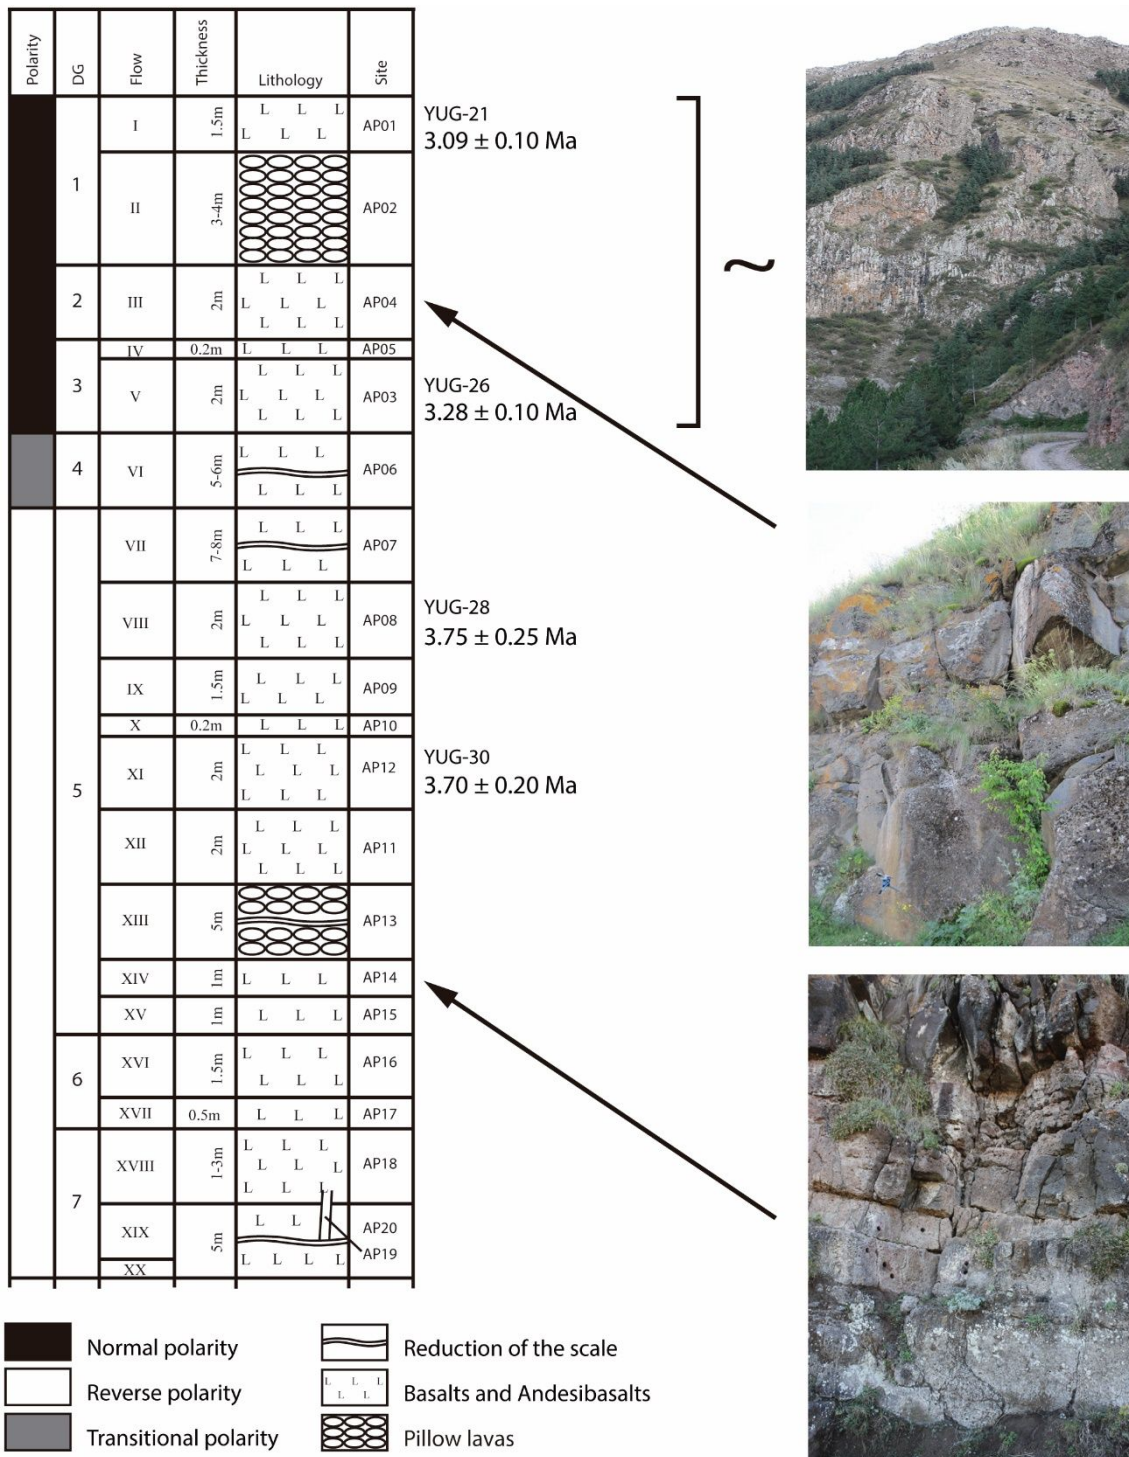 Polarity DG Flow Thickness Lithology Site
1
I 1.5m L L L AP01
L L L
YUG-21
3.09 ± 0.10 Ma
II 3-4m AP02
~
2 III 2m L L L AP04
L L L
L L L
3
IV 0.2m L L L AP05
V 2m L L L AP03
L L L
L L L
YUG-26
3.28 ± 0.10 Ma
4 VI 5-6m L L L AP06
L L L
5
VII 7-8m L L L AP07
L L L
VIII 2m L L L AP08
L L L
L L L
YUG-28
3.75 ± 0.25 Ma
IX 1.5m L L L AP09
L L L
X 0.2m L L L AP10
XI 2m L L L AP12
L L L
L L L
YUG-30
3.70 ± 0.20 Ma
XII 2m L L L AP11
L L L
L L L
XIII 5m AP13
XIV 1m L L L AP14
XV 1m L L L AP15
6
XVI 1.5m L L L AP16
L L L
XVII 0.5m L L L AP17
7
XVIII 1-3m L L L AP18
L L L
L L L
XIX 5m L L AP20
AP19
XX L L L L
Normal polarity
Reverse polarity
Transitional polarity
Reduction of the scale
L L L
L L
Basalts and Andesibasalts
Pillow lavas